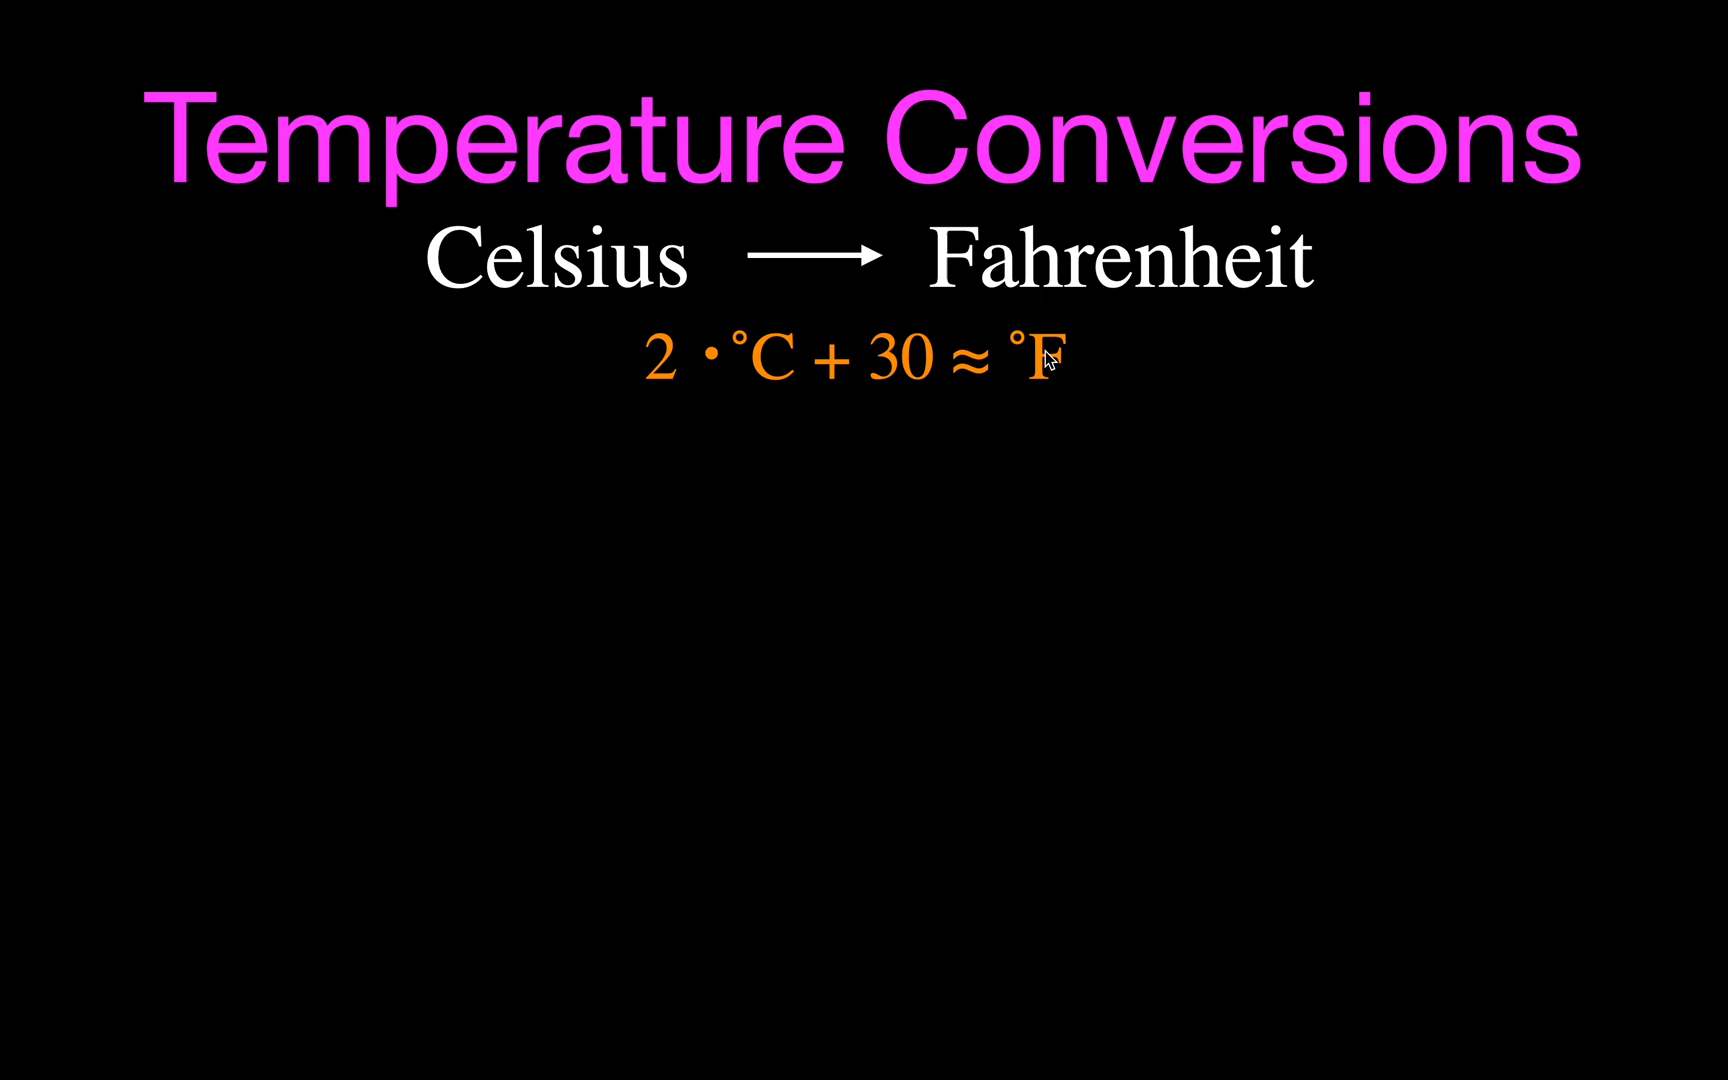 Temperature Conversions
Celsius ⟶ Fahrenheit
2 · °C + 30 ≈ °F